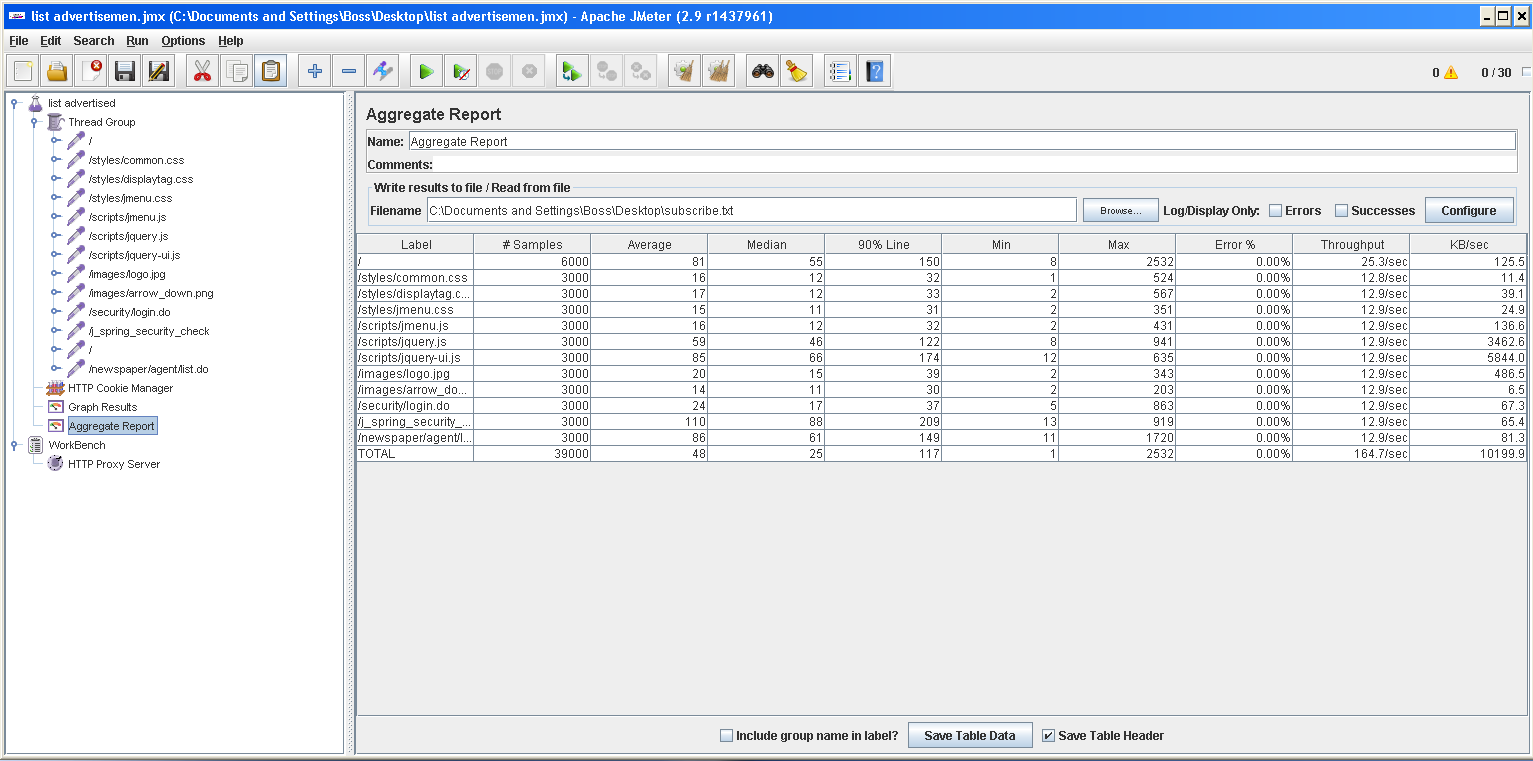 list advertisemen.jmx (C:\Documents and Settings\Boss\Desktop\list advertisemen.jmx) - Apache JMeter (2.9 r1437961)
File Edit Search Run Options Help
0 0 / 30
list advertised
Thread Group
/
/styles/common.css
/styles/displaytag.css
/styles/jmenu.css
/scripts/jmenu.js
/scripts/jquery.js
/scripts/jquery-ui.js
/images/logo.jpg
/images/arrow_down.png
/security/login.do
/j_spring_security_check
/
/newspaper/agent/list.do
HTTP Cookie Manager
Graph Results
Aggregate Report
WorkBench
HTTP Proxy Server
Aggregate Report
Name: Aggregate Report
Comments:
Write results to file / Read from file
Filename C:\Documents and Settings\Boss\Desktop\subscribe.txt Browse... Log/Display Only: Errors Successes Configure
Label # Samples Average Median 90% Line Min Max Error % Throughput KB/sec
/ 6000 81 55 150 8 2532 0.00% 25.3/sec 125.5
/styles/common.css 3000 16 12 32 1 524 0.00% 12.8/sec 11.4
/styles/displaytag.c... 3000 17 12 33 2 567 0.00% 12.9/sec 39.1
/styles/jmenu.css 3000 15 11 31 2 351 0.00% 12.9/sec 24.9
/scripts/jmenu.js 3000 16 12 32 2 431 0.00% 12.9/sec 136.6
/scripts/jquery.js 3000 59 46 122 8 941 0.00% 12.9/sec 3462.6
/scripts/jquery-ui.js 3000 85 66 174 12 635 0.00% 12.9/sec 5844.0
/images/logo.jpg 3000 20 15 39 2 343 0.00% 12.9/sec 486.5
/images/arrow_do... 3000 14 11 30 2 203 0.00% 12.9/sec 6.5
/security/login.do 3000 24 17 37 5 863 0.00% 12.9/sec 67.3
/j_spring_security_... 3000 110 88 209 13 919 0.00% 12.9/sec 65.4
/newspaper/agent/l... 3000 86 61 149 11 1720 0.00% 12.9/sec 81.3
TOTAL 39000 48 25 117 1 2532 0.00% 164.7/sec 10199.9
Include group name in label? Save Table Data Save Table Header